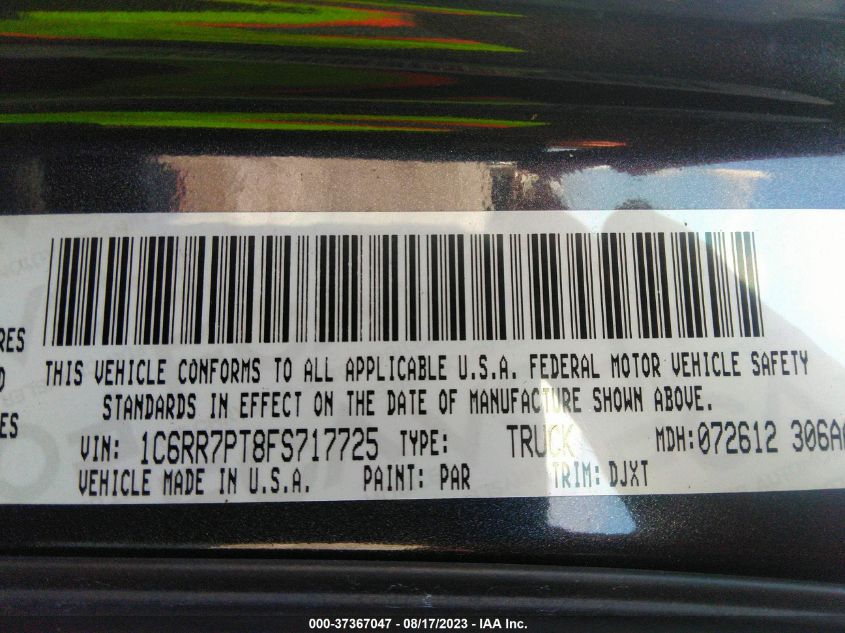 RES
THIS VEHICLE CONFORMS TO ALL APPLICABLE U.S.A. FEDERAL MOTOR VEHICLE SAFETY
STANDARDS IN EFFECT ON THE DATE OF MANUFACTURE SHOWN ABOVE.
ES
VIN: 1C6RR7PT8FS717725 TYPE: TRUCK MDH:072612 306A
VEHICLE MADE IN U.S.A. PAINT: PAR TRIM: DJXT
000-37367047 - 08/17/2023 - IAA Inc.